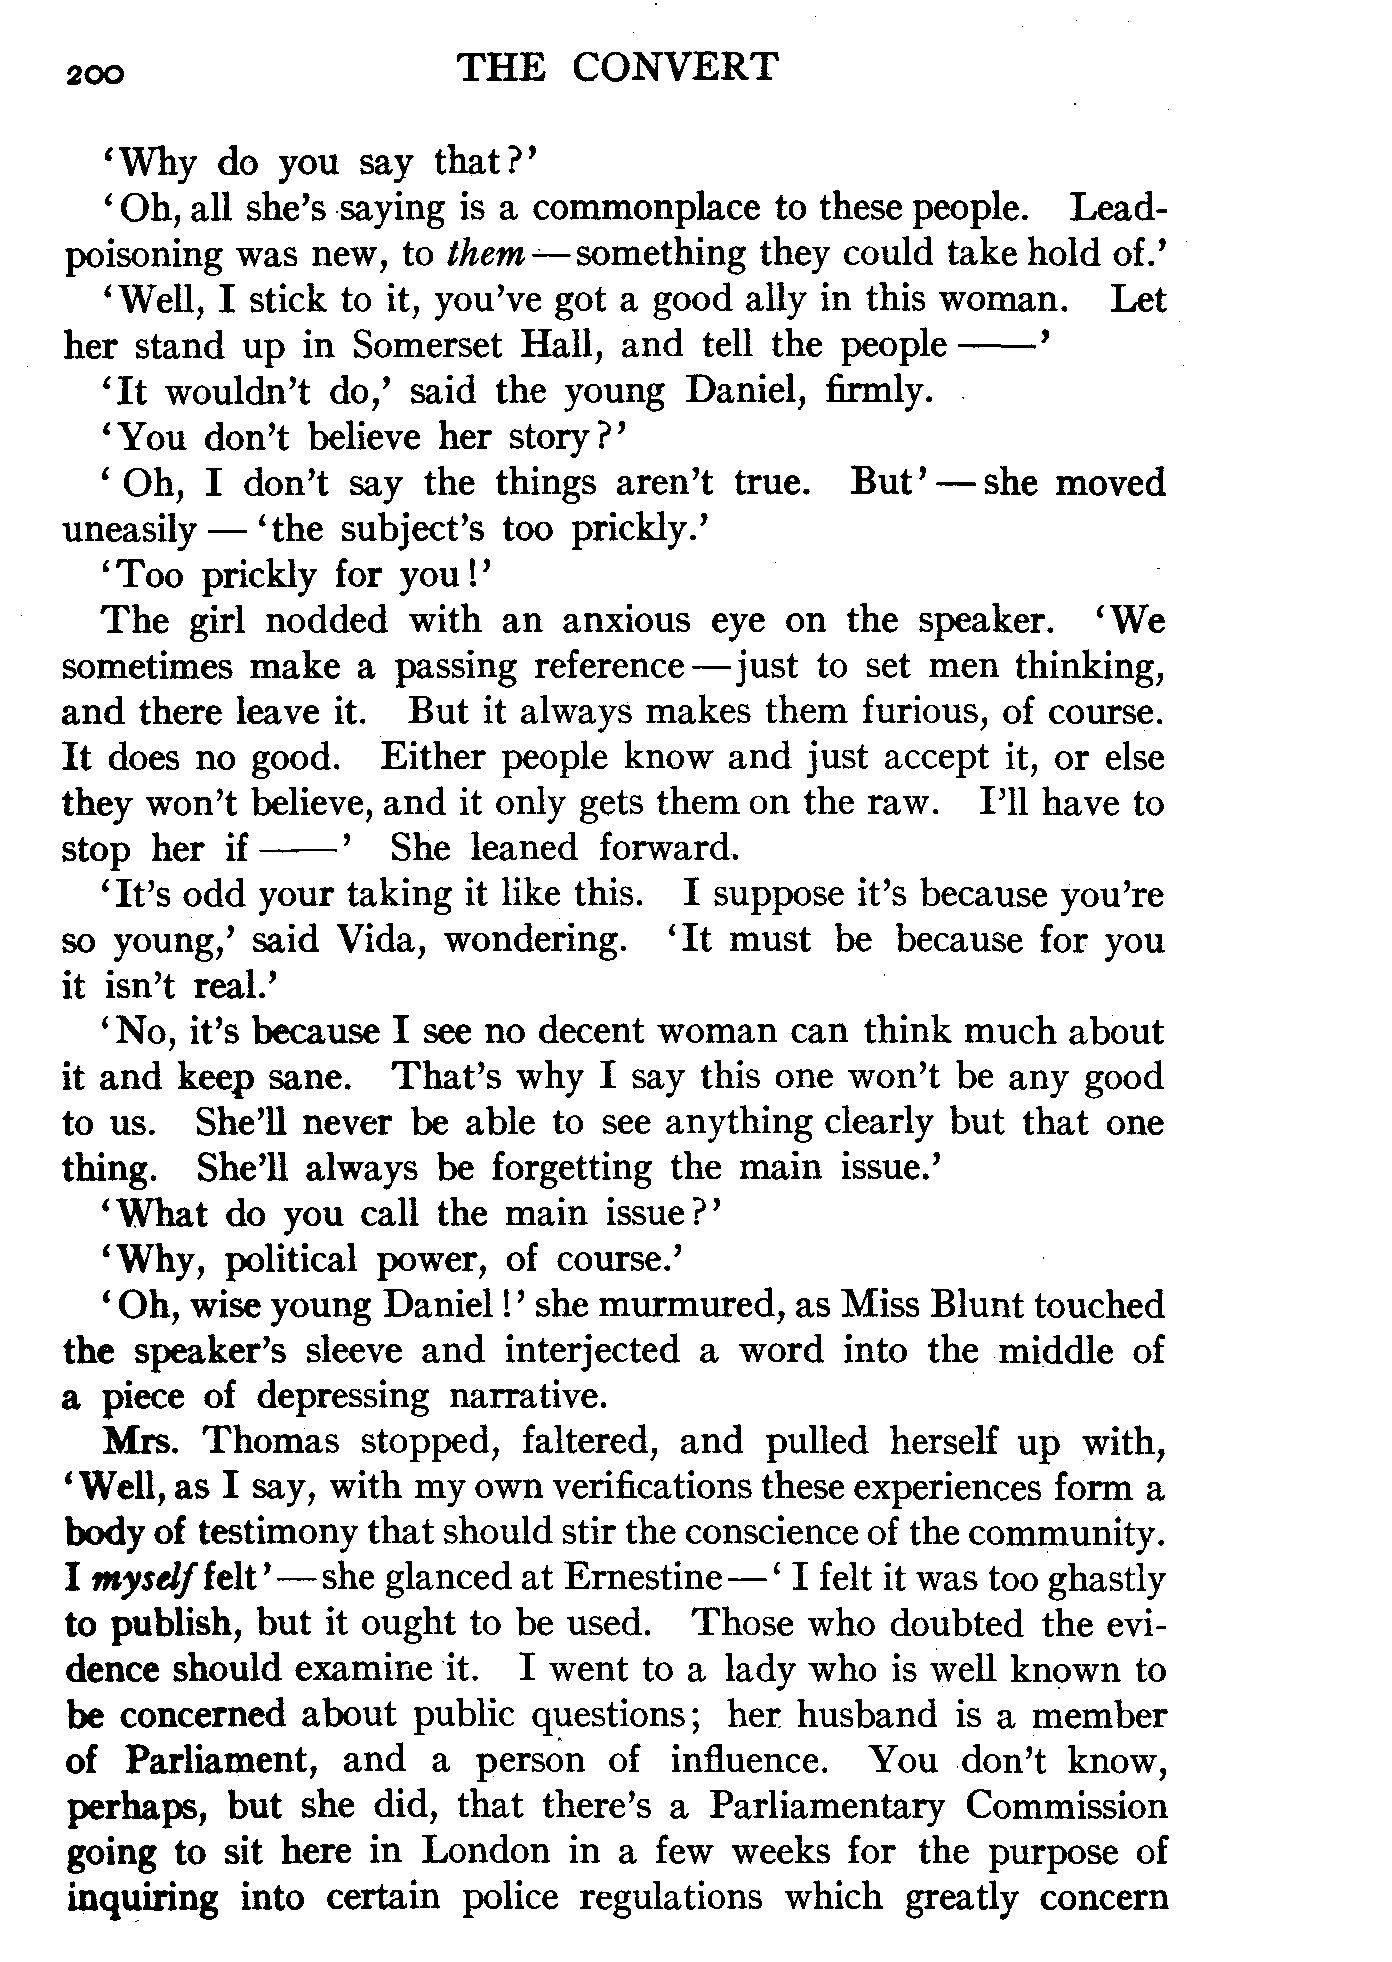 200 THE CONVERT
‘Why do you say that?’
‘Oh, all she's saying is a commonplace to these people. Lead-
poisoning was new, to them—something they could take hold of.’
‘Well, I stick to it, you've got a good ally in this woman. Let
her stand up in Somerset Hall, and tell the people ——’
‘It wouldn't do,’ said the young Daniel, firmly.
‘You don't believe her story?’
‘Oh, I don't say the things aren't true. But’—she moved
uneasily—‘the subject's too prickly.’
‘Too prickly for you!’
The girl nodded with an anxious eye on the speaker. ‘We
sometimes make a passing reference—just to set men thinking,
and there leave it. But it always makes them furious, of course.
It does no good. Either people know and just accept it, or else
they won't believe, and it only gets them on the raw. I'll have to
stop her if ——’ She leaned forward.
‘It's odd your taking it like this. I suppose it's because you're
so young,’ said Vida, wondering. ‘It must be because for you
it isn't real.’
‘No, it's because I see no decent woman can think much about
it and keep sane. That's why I say this one won't be any good
to us. She'll never be able to see anything clearly but that one
thing. She'll always be forgetting the main issue.’
‘What do you call the main issue?’
‘Why, political power, of course.’
‘Oh, wise young Daniel!’ she murmured, as Miss Blunt touched
the speaker's sleeve and interjected a word into the middle of
a piece of depressing narrative.
Mrs. Thomas stopped, faltered, and pulled herself up with,
‘Well, as I say, with my own verifications these experiences form a
body of testimony that should stir the conscience of the community.
I myself felt’—she glanced at Ernestine—‘I felt it was too ghastly
to publish, but it ought to be used. Those who doubted the evi-
dence should examine it. I went to a lady who is well known to
be concerned about public questions; her husband is a member
of Parliament, and a person of influence. You don't know,
perhaps, but she did, that there's a Parliamentary Commission
going to sit here in London in a few weeks for the purpose of
inquiring into certain police regulations which greatly concern